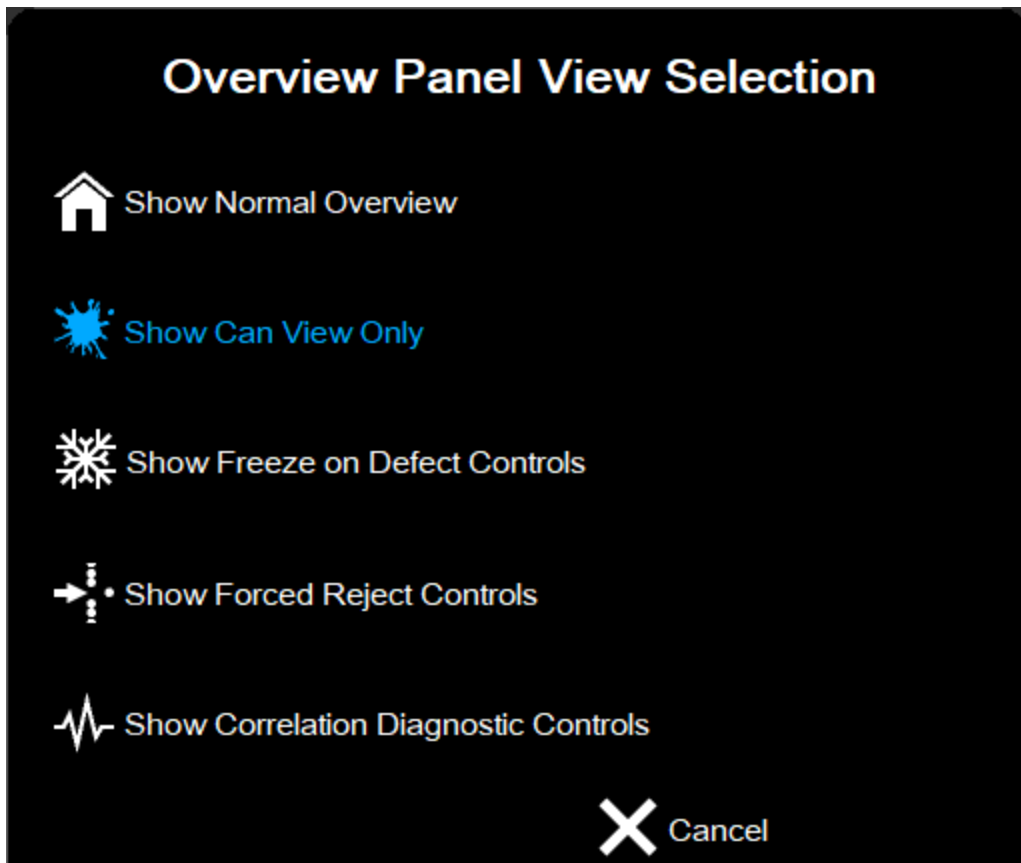 Overview Panel View Selection
Show Normal Overview
Show Can View Only
Show Freeze on Defect Controls
Show Forced Reject Controls
Show Correlation Diagnostic Controls
Cancel